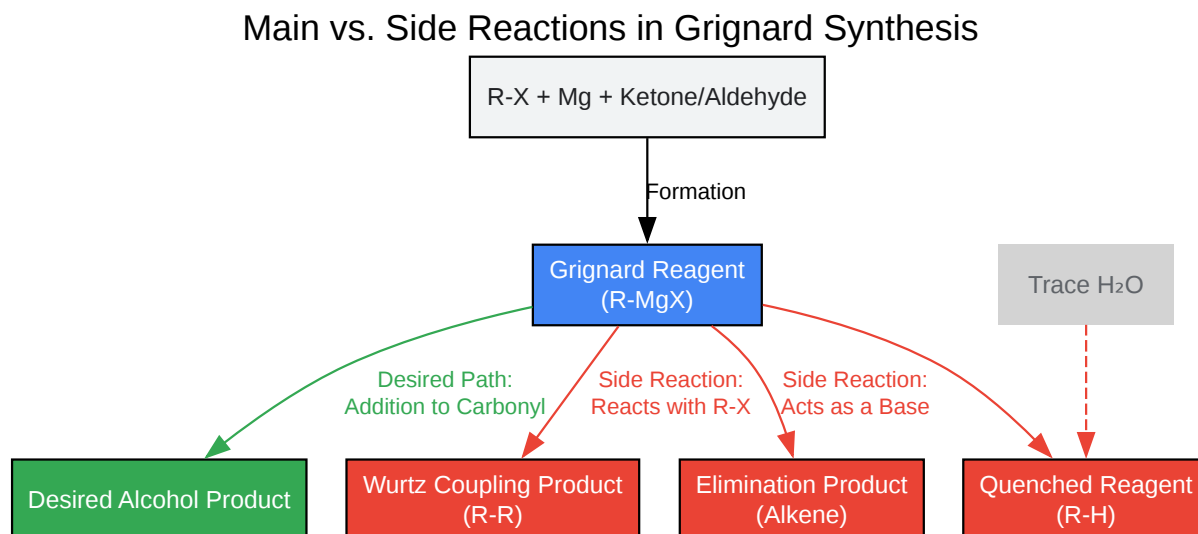 Main vs. Side Reactions in Grignard Synthesis
R-X + Mg + Ketone/Aldehyde
Formation
Grignard Reagent
(R-MgX)
Trace H₂O
Desired Path:
Addition to Carbonyl
Side Reaction:
Reacts with R-X
Side Reaction:
Acts as a Base
Desired Alcohol Product
Wurtz Coupling Product
(R-R)
Elimination Product
(Alkene)
Quenched Reagent
(R-H)